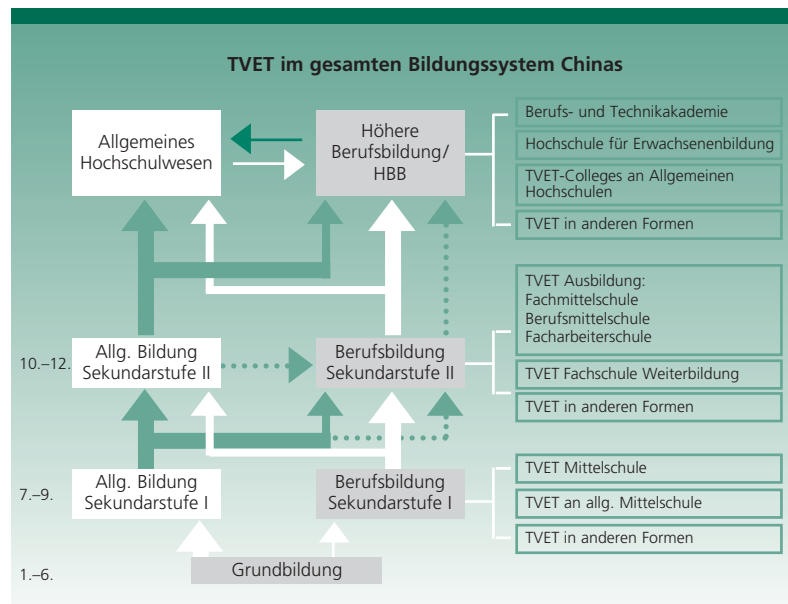 TVET im gesamten Bildungssystem Chinas
Allgemeines
Hochschulwesen
Höhere
Berufsbildung/
HBB
Berufs- und Technikakademie
Hochschule für Erwachsenenbildung
TVET-Colleges an Allgemeinen
Hochschulen
TVET in anderen Formen
10.–12.
Allg. Bildung
Sekundarstufe II
Berufsbildung
Sekundarstufe II
TVET Ausbildung:
Fachmittelschule
Berufsmittelschule
Facharbeiterschule
TVET Fachschule Weiterbildung
TVET in anderen Formen
7.–9.
Allg. Bildung
Sekundarstufe I
Berufsbildung
Sekundarstufe I
TVET Mittelschule
TVET an allg. Mittelschule
TVET in anderen Formen
1.–6.
Grundbildung